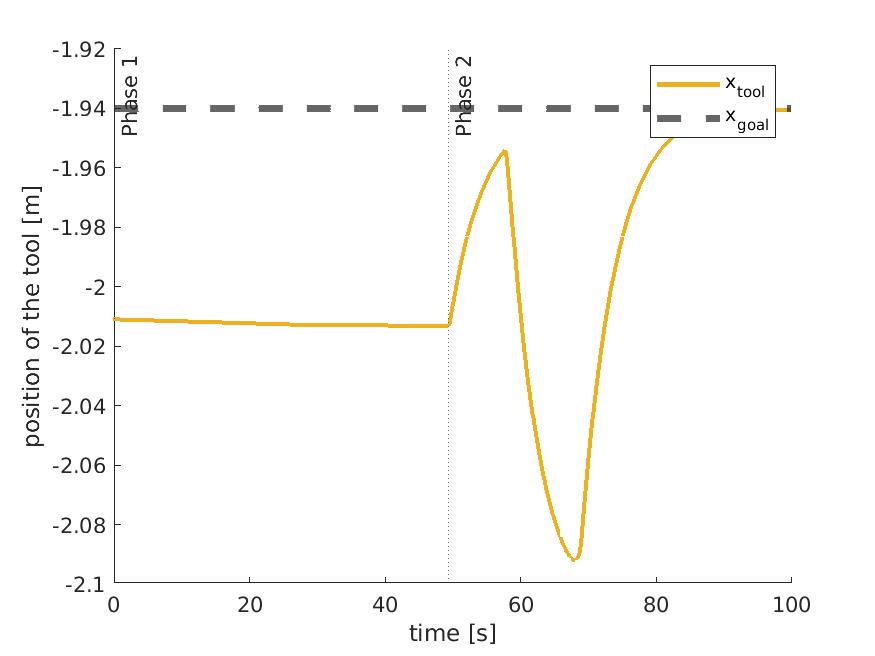 -1.92
-1.94
-1.96
-1.98
-2
-2.02
-2.04
-2.06
-2.08
-2.1
position of the tool [m]
Phase 1
Phase 2
x_tool
x_goal
0 20 40 60 80 100
time [s]